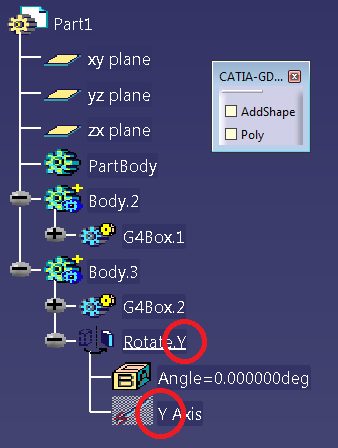 Part1
xy plane
yz plane
zx plane
PartBody
Body.2
G4Box.1
Body.3
G4Box.2
Rotate.Y
Angle=0.000000deg
Y Axis
CATIA-GD...
AddShape
Poly